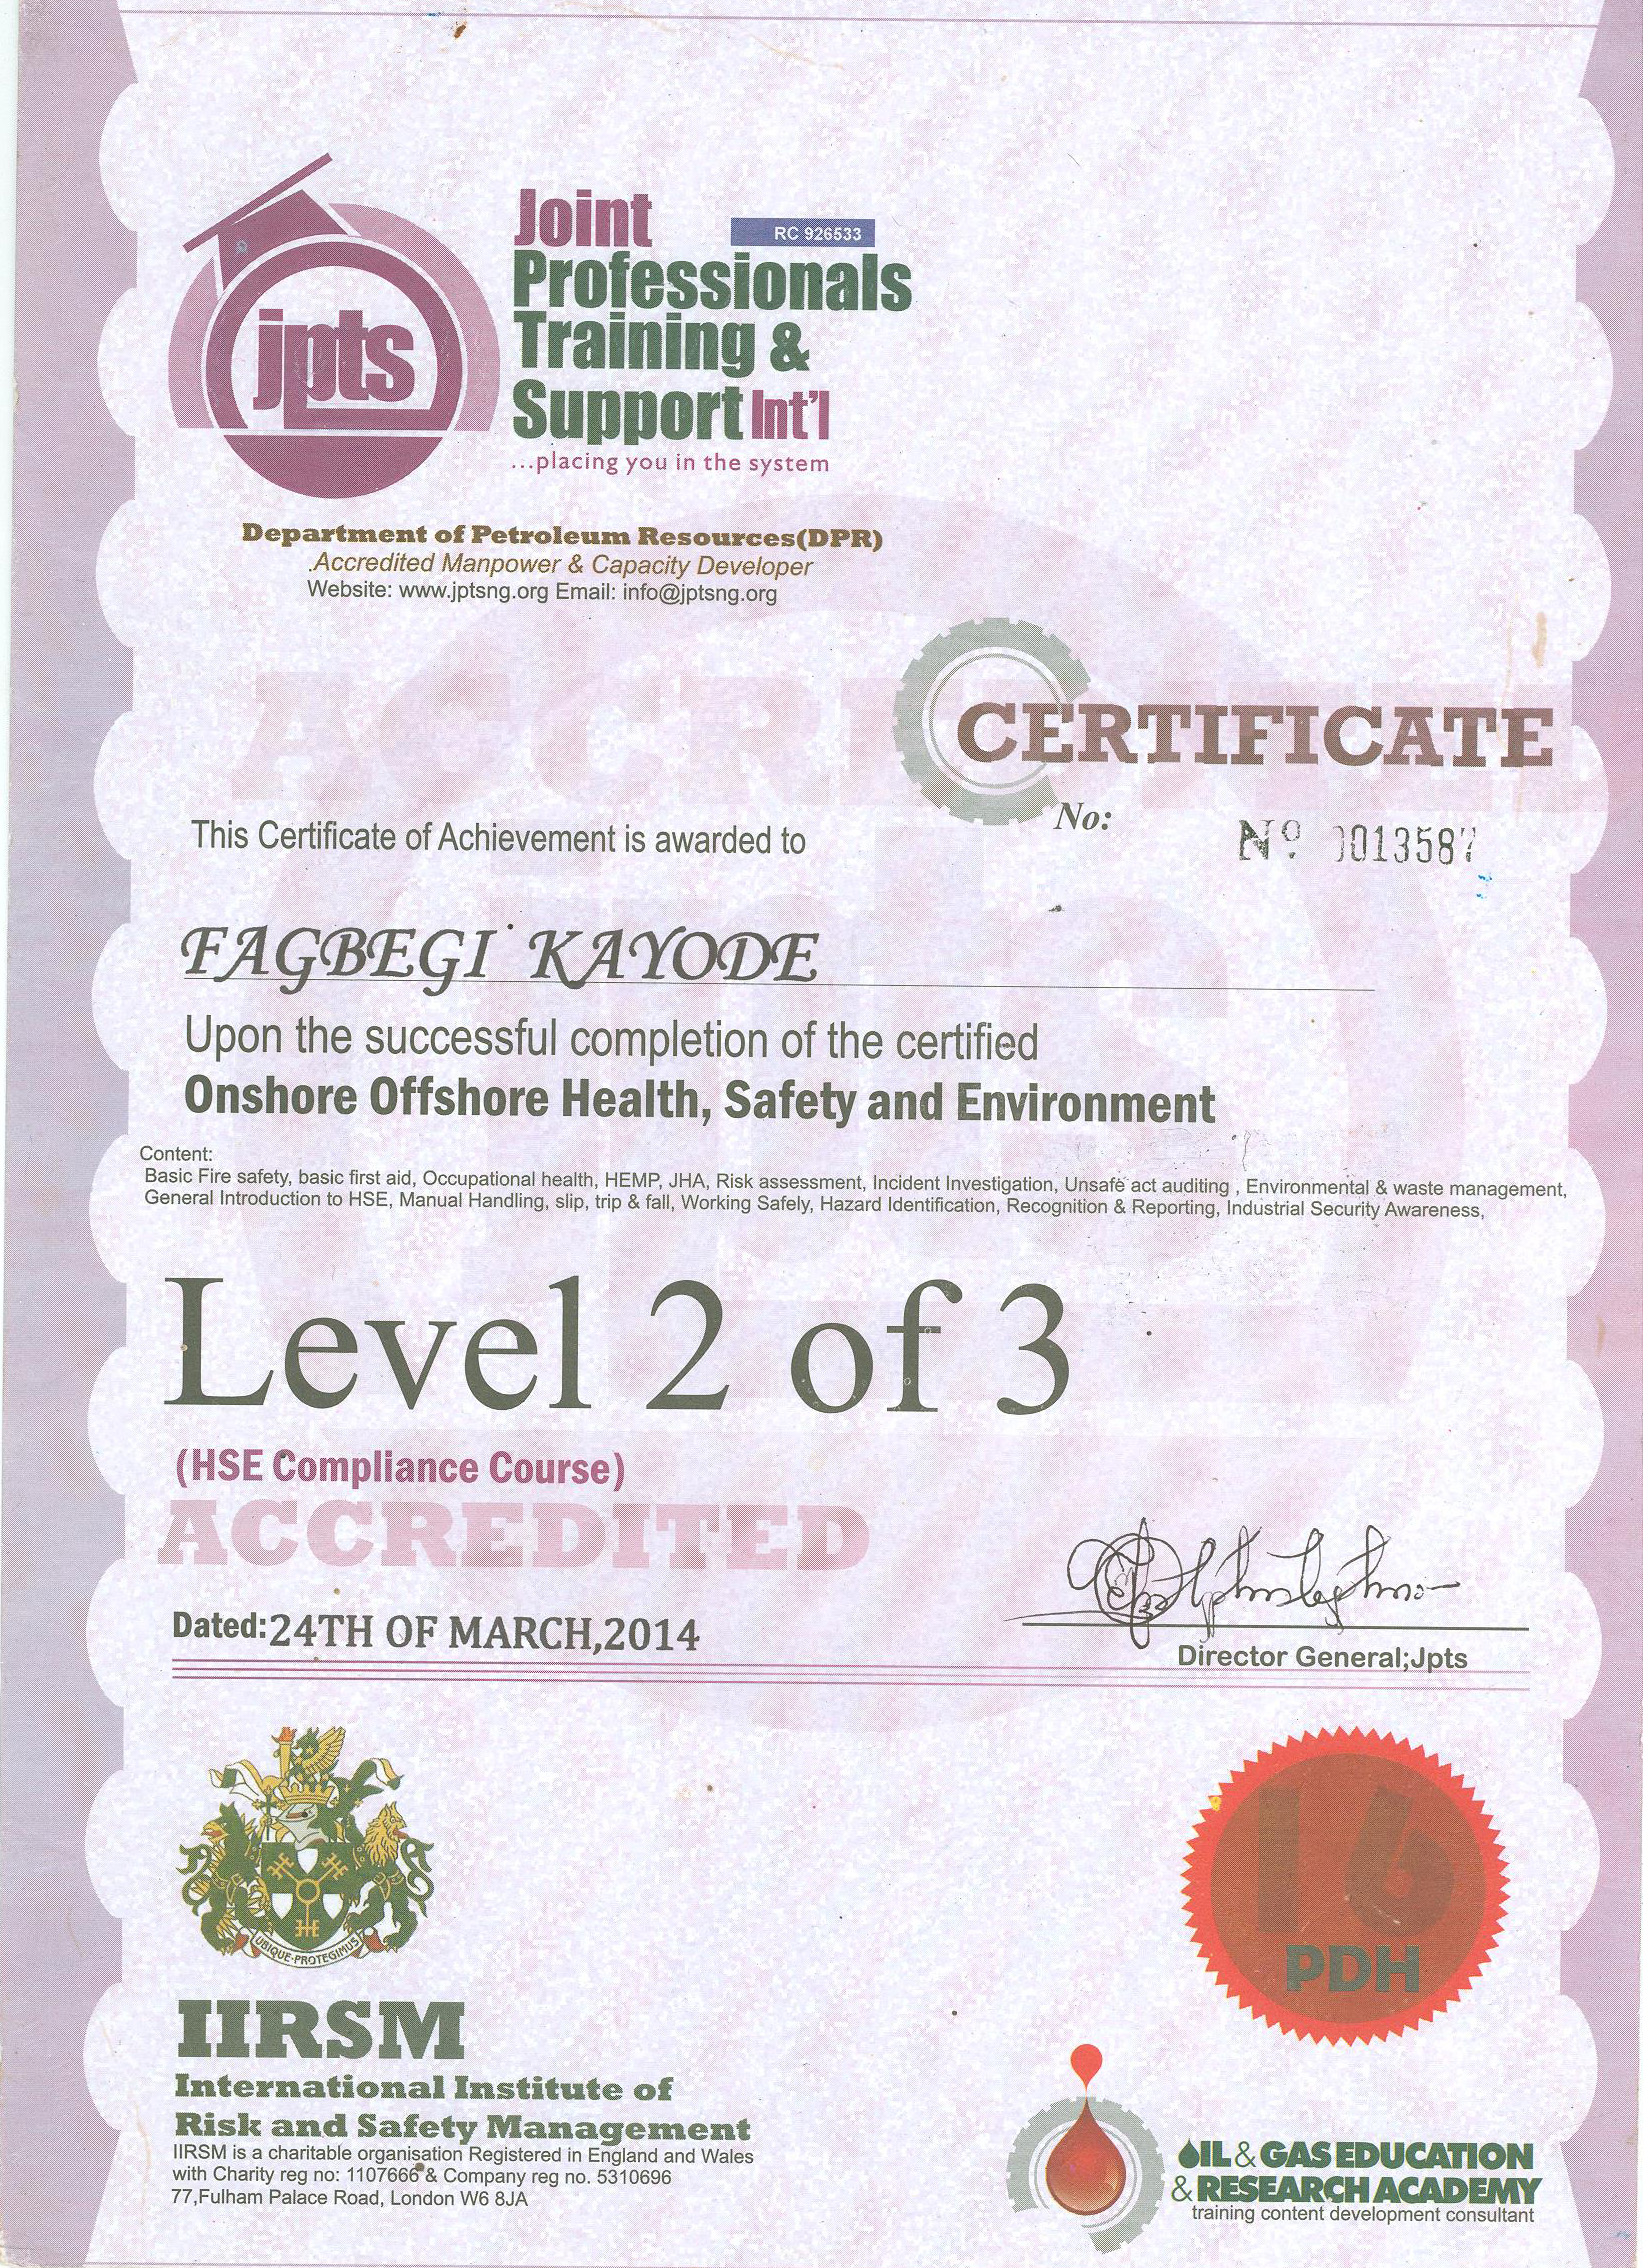 Joint
RC 926533
Professionals
Training &
Support Int'l
...placing you in the system
jpts
Department of Petroleum Resources(DPR)
.Accredited Manpower & Capacity Developer
Website: www.jptsng.org Email: info@jptsng.org
CERTIFICATE
No:
Nº 0013587
This Certificate of Achievement is awarded to
FAGBEGI KAYODE
Upon the successful completion of the certified
Onshore Offshore Health, Safety and Environment
Content:
Basic Fire safety, basic first aid, Occupational health, HEMP, JHA, Risk assessment, Incident Investigation, Unsafe act auditing , Environmental & waste management,
General Introduction to HSE, Manual Handling, slip, trip & fall, Working Safely, Hazard Identification, Recognition & Reporting, Industrial Security Awareness,
Level 2 of 3
(HSE Compliance Course)
ACCREDITED
Dated:24TH OF MARCH,2014
Director General;Jpts
UBIQUE·PROTEGIMUS
16
PDH
IIRSM
International Institute of
Risk and Safety Management
IIRSM is a charitable organisation Registered in England and Wales
with Charity reg no: 1107666 & Company reg no. 5310696
77,Fulham Palace Road, London W6 8JA
OIL & GAS EDUCATION
& RESEARCH ACADEMY
training content development consultant